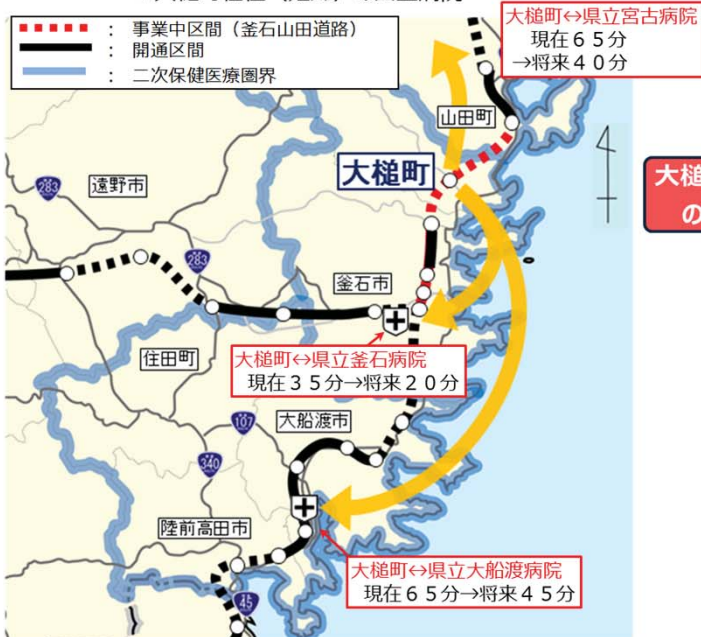 ： 事業中区間（釜石山田道路）
： 開通区間
： 二次保健医療圏界
大槌町↔県立宮古病院
現在６５分
→将来４０分
山田町
大槌町
大槌
の
283
遠野市
283
釜石市
住田町
大槌町↔県立釜石病院
現在３５分→将来２０分
107
大船渡市
340
陸前高田市
大槌町↔県立大船渡病院
現在６５分→将来４５分
45